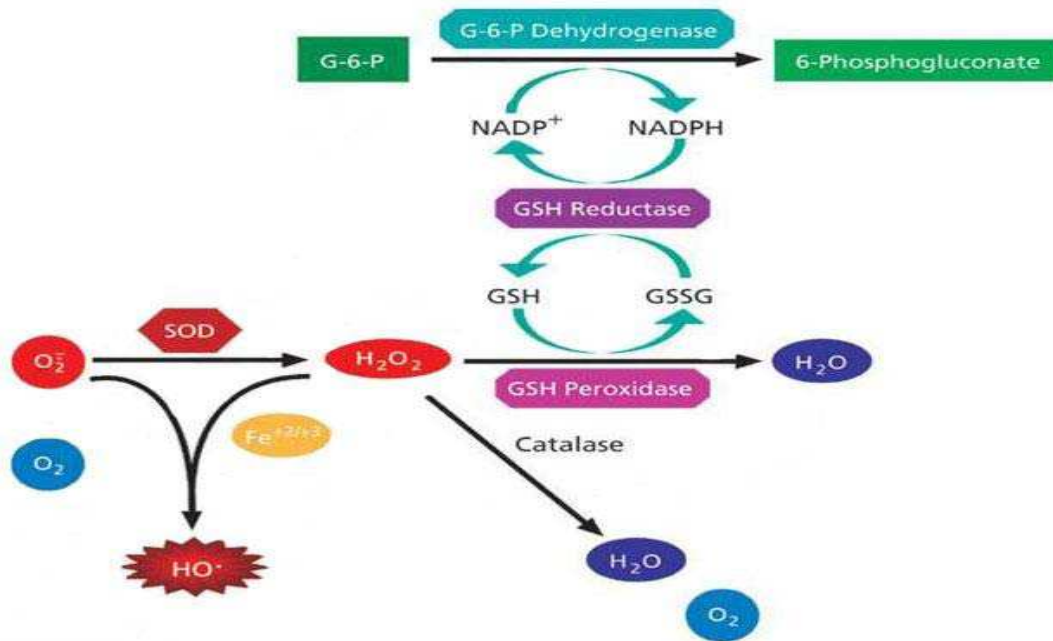 G-6-P Dehydrogenase
G-6-P
6-Phosphogluconate
NADP⁺
NADPH
GSH Reductase
GSH
GSSG
SOD
O₂⁻
H₂O₂
H₂O
GSH Peroxidase
Fe⁺²/⁺³
Catalase
O₂
HO·
H₂O
O₂